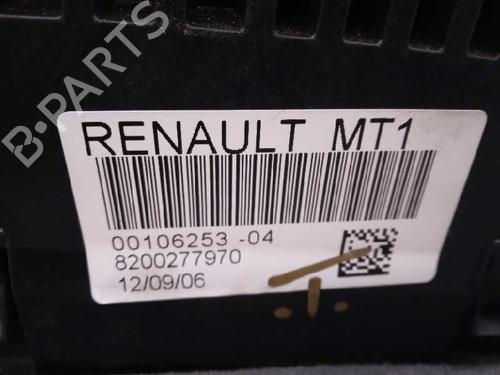 B-PARTS
RENAULT MT1
00106253 -04
8200277970
12/09/06